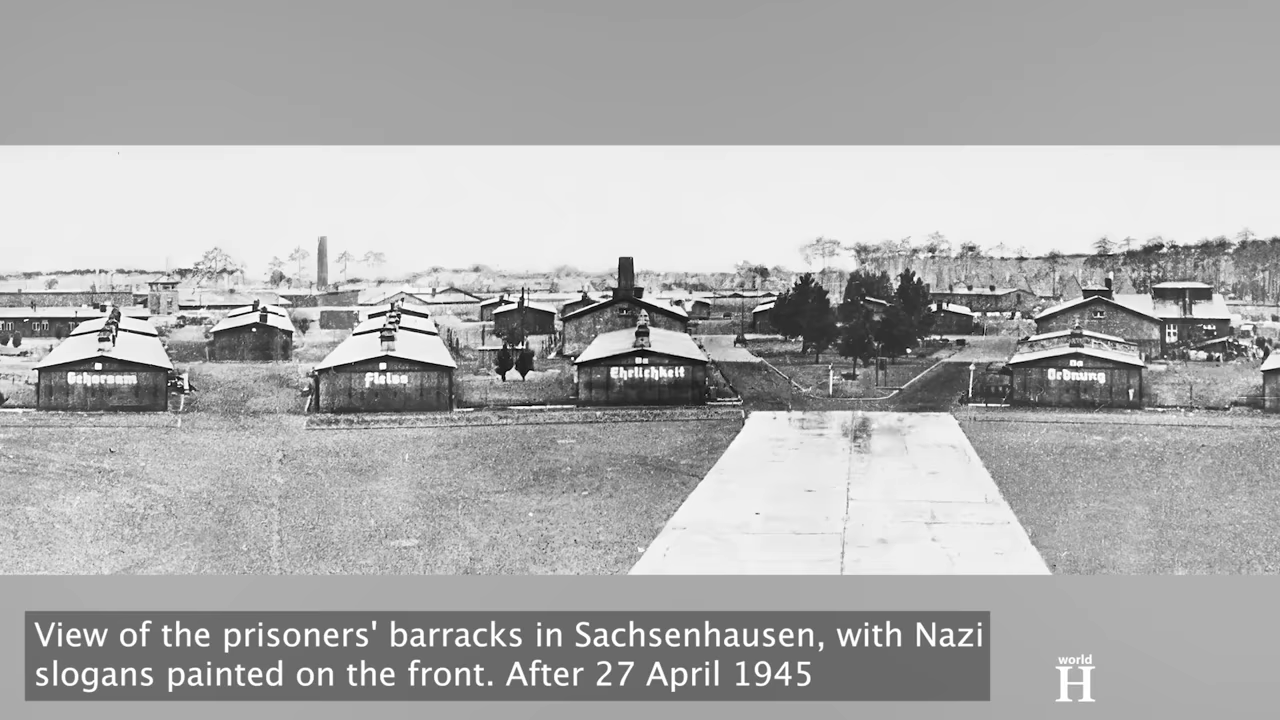 Gehorsam
Fleiss
Ehrlichkeit
Ordnung
View of the prisoners' barracks in Sachsenhausen, with Nazi
slogans painted on the front. After 27 April 1945
world
H